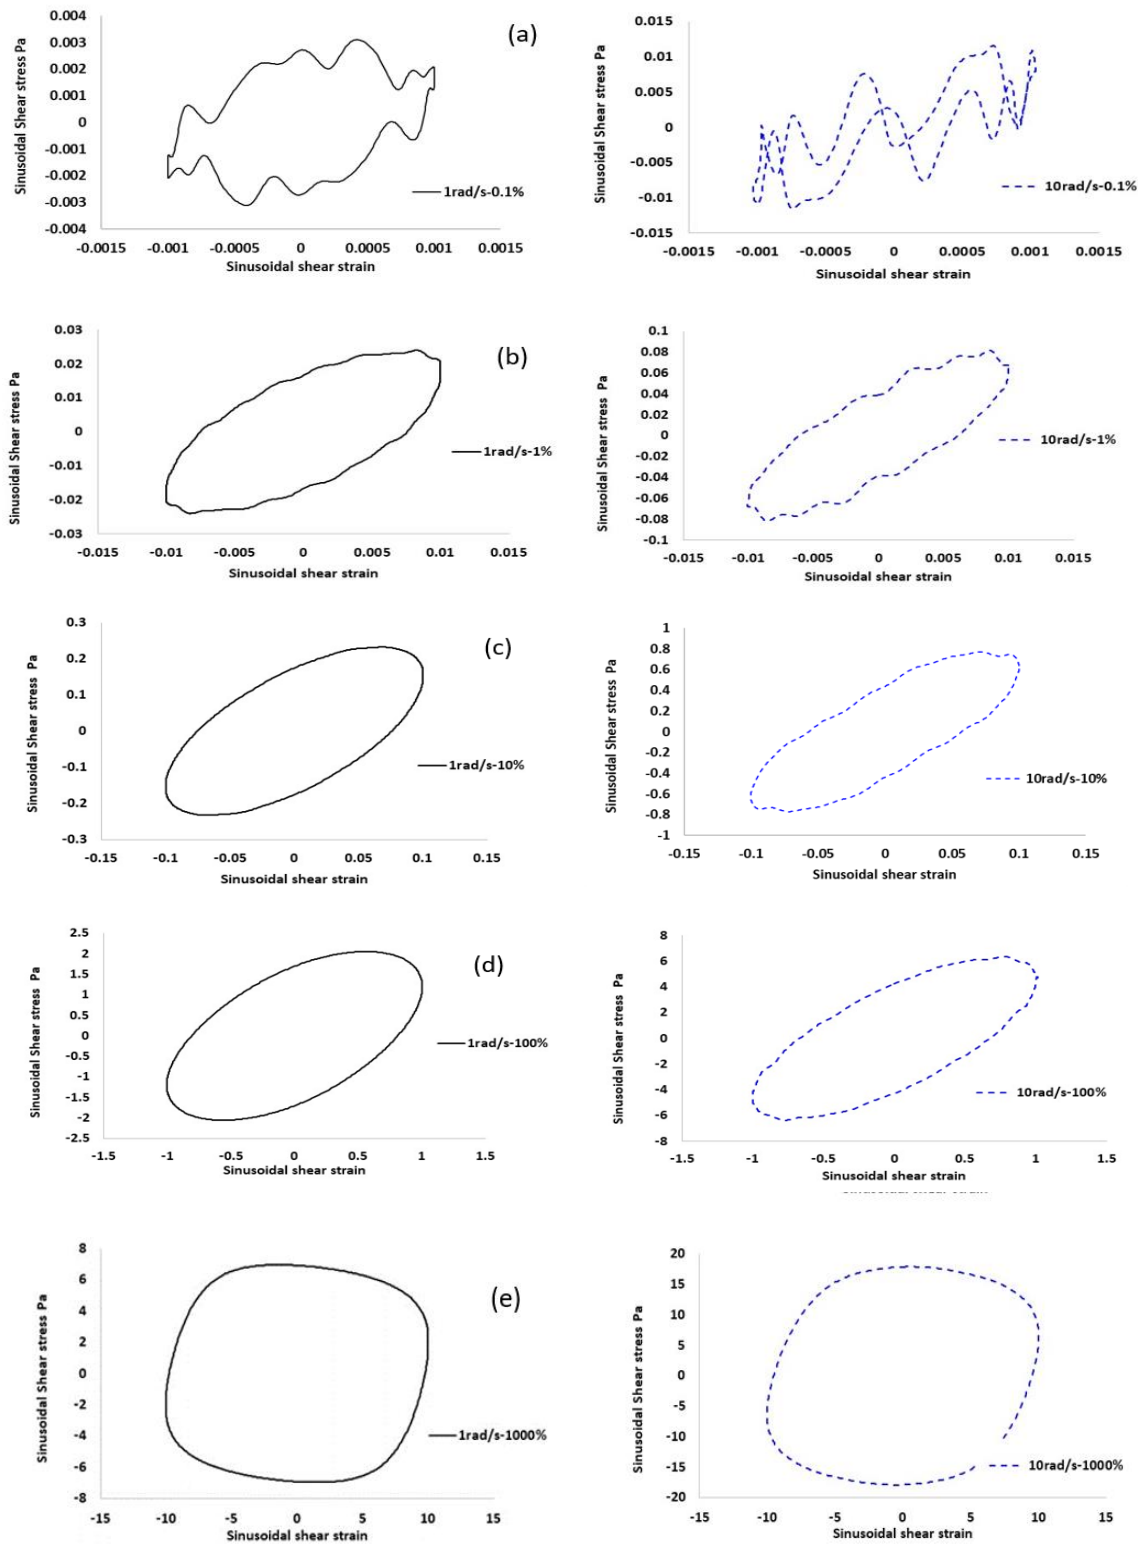 0.004
0.003
0.002
0.001
0
-0.001
-0.002
-0.003
-0.004
Sinusoidal Shear stress Pa
(a)
1rad/s-0.1%
-0.0015 -0.001 -0.0005 0 0.0005 0.001 0.0015
Sinusoidal shear strain
0.015
0.01
0.005
0
-0.005
-0.01
-0.015
Sinusoidal Shear stress Pa
10rad/s-0.1%
-0.0015 -0.001 -0.0005 0 0.0005 0.001 0.0015
Sinusoidal shear strain
0.03
0.02
0.01
0
-0.01
-0.02
-0.03
Sinusoidal Shear stress Pa
(b)
1rad/s-1%
-0.015 -0.01 -0.005 0 0.005 0.01 0.015
Sinusoidal shear strain
0.1
0.08
0.06
0.04
0.02
0
-0.02
-0.04
-0.06
-0.08
-0.1
Sinusoidal Shear stress Pa
10rad/s-1%
-0.015 -0.01 -0.005 0 0.005 0.01 0.015
Sinusoidal shear strain
0.3
0.2
0.1
0
-0.1
-0.2
-0.3
Sinusoidal Shear stress Pa
(c)
1rad/s-10%
-0.15 -0.1 -0.05 0 0.05 0.1 0.15
Sinusoidal shear strain
1
0.8
0.6
0.4
0.2
0
-0.2
-0.4
-0.6
-0.8
-1
Sinusoidal Shear stress Pa
10rad/s-10%
-0.15 -0.1 -0.05 0 0.05 0.1 0.15
Sinusoidal shear strain
2.5
2
1.5
1
0.5
0
-0.5
-1
-1.5
-2
-2.5
Sinusoidal Shear stress Pa
(d)
1rad/s-100%
-1.5 -1 -0.5 0 0.5 1 1.5
Sinusoidal shear strain
8
6
4
2
0
-2
-4
-6
-8
Sinusoidal Shear stress Pa
10rad/s-100%
-1.5 -1 -0.5 0 0.5 1 1.5
Sinusoidal shear strain
8
6
4
2
0
-2
-4
-6
-8
Sinusoidal Shear stress Pa
(e)
1rad/s-1000%
-15 -10 -5 0 5 10 15
Sinusoidal shear strain
20
15
10
5
0
-5
-10
-15
-20
Sinusoidal Shear stress Pa
10rad/s-1000%
-15 -10 -5 0 5 10 15
Sinusoidal shear strain